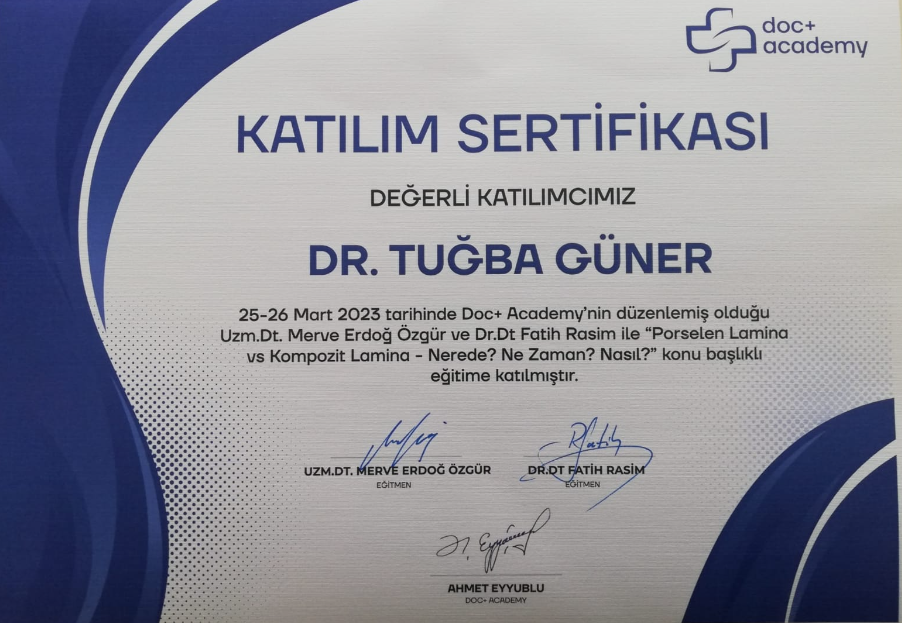 doc+
academy
KATILIM SERTİFİKASI
DEĞERLİ KATILIMCIMIZ
DR. TUĞBA GÜNER
25-26 Mart 2023 tarihinde Doc+ Academy'nin düzenlemiş olduğu
Uzm.Dt. Merve Erdoğ Özgür ve Dr.Dt Fatih Rasim ile “Porselen Lamina
vs Kompozit Lamina - Nerede? Ne Zaman? Nasıl?” konu başlıklı
eğitime katılmıştır.
UZM.DT. MERVE ERDOĞ ÖZGÜR
EĞİTMEN
DR.DT FATİH RASİM
EĞİTMEN
AHMET EYYUBLU
DOC+ ACADEMY